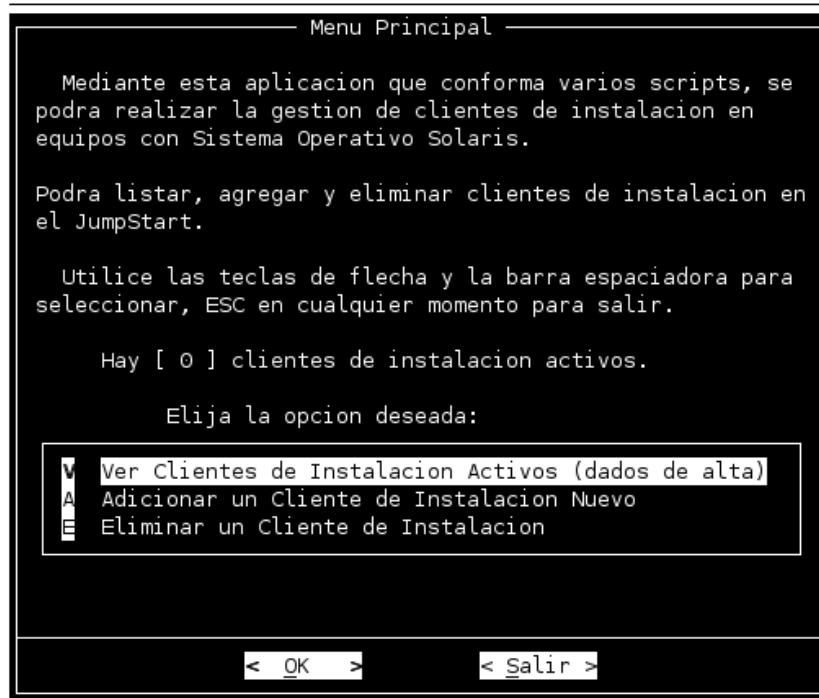 Menu Principal
Mediante esta aplicacion que conforma varios scripts, se
podra realizar la gestion de clientes de instalacion en
equipos con Sistema Operativo Solaris.
Podra listar, agregar y eliminar clientes de instalacion en
el JumpStart.
Utilice las teclas de flecha y la barra espaciadora para
seleccionar, ESC en cualquier momento para salir.
Hay [ 0 ] clientes de instalacion activos.
Elija la opcion deseada:
V Ver Clientes de Instalacion Activos (dados de alta)
A Adicionar un Cliente de Instalacion Nuevo
E Eliminar un Cliente de Instalacion
< OK > < Salir >